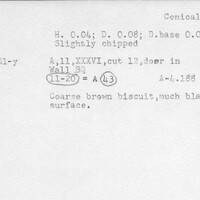 Conical
H. 0.04; D. 0.08; D.base 0.0
Slightly chipped
A,11,XXXVI,cut 12,door in
Wall
11-20 = A 43 A-4.188
Coarse brown biscuit,much bla
surface.